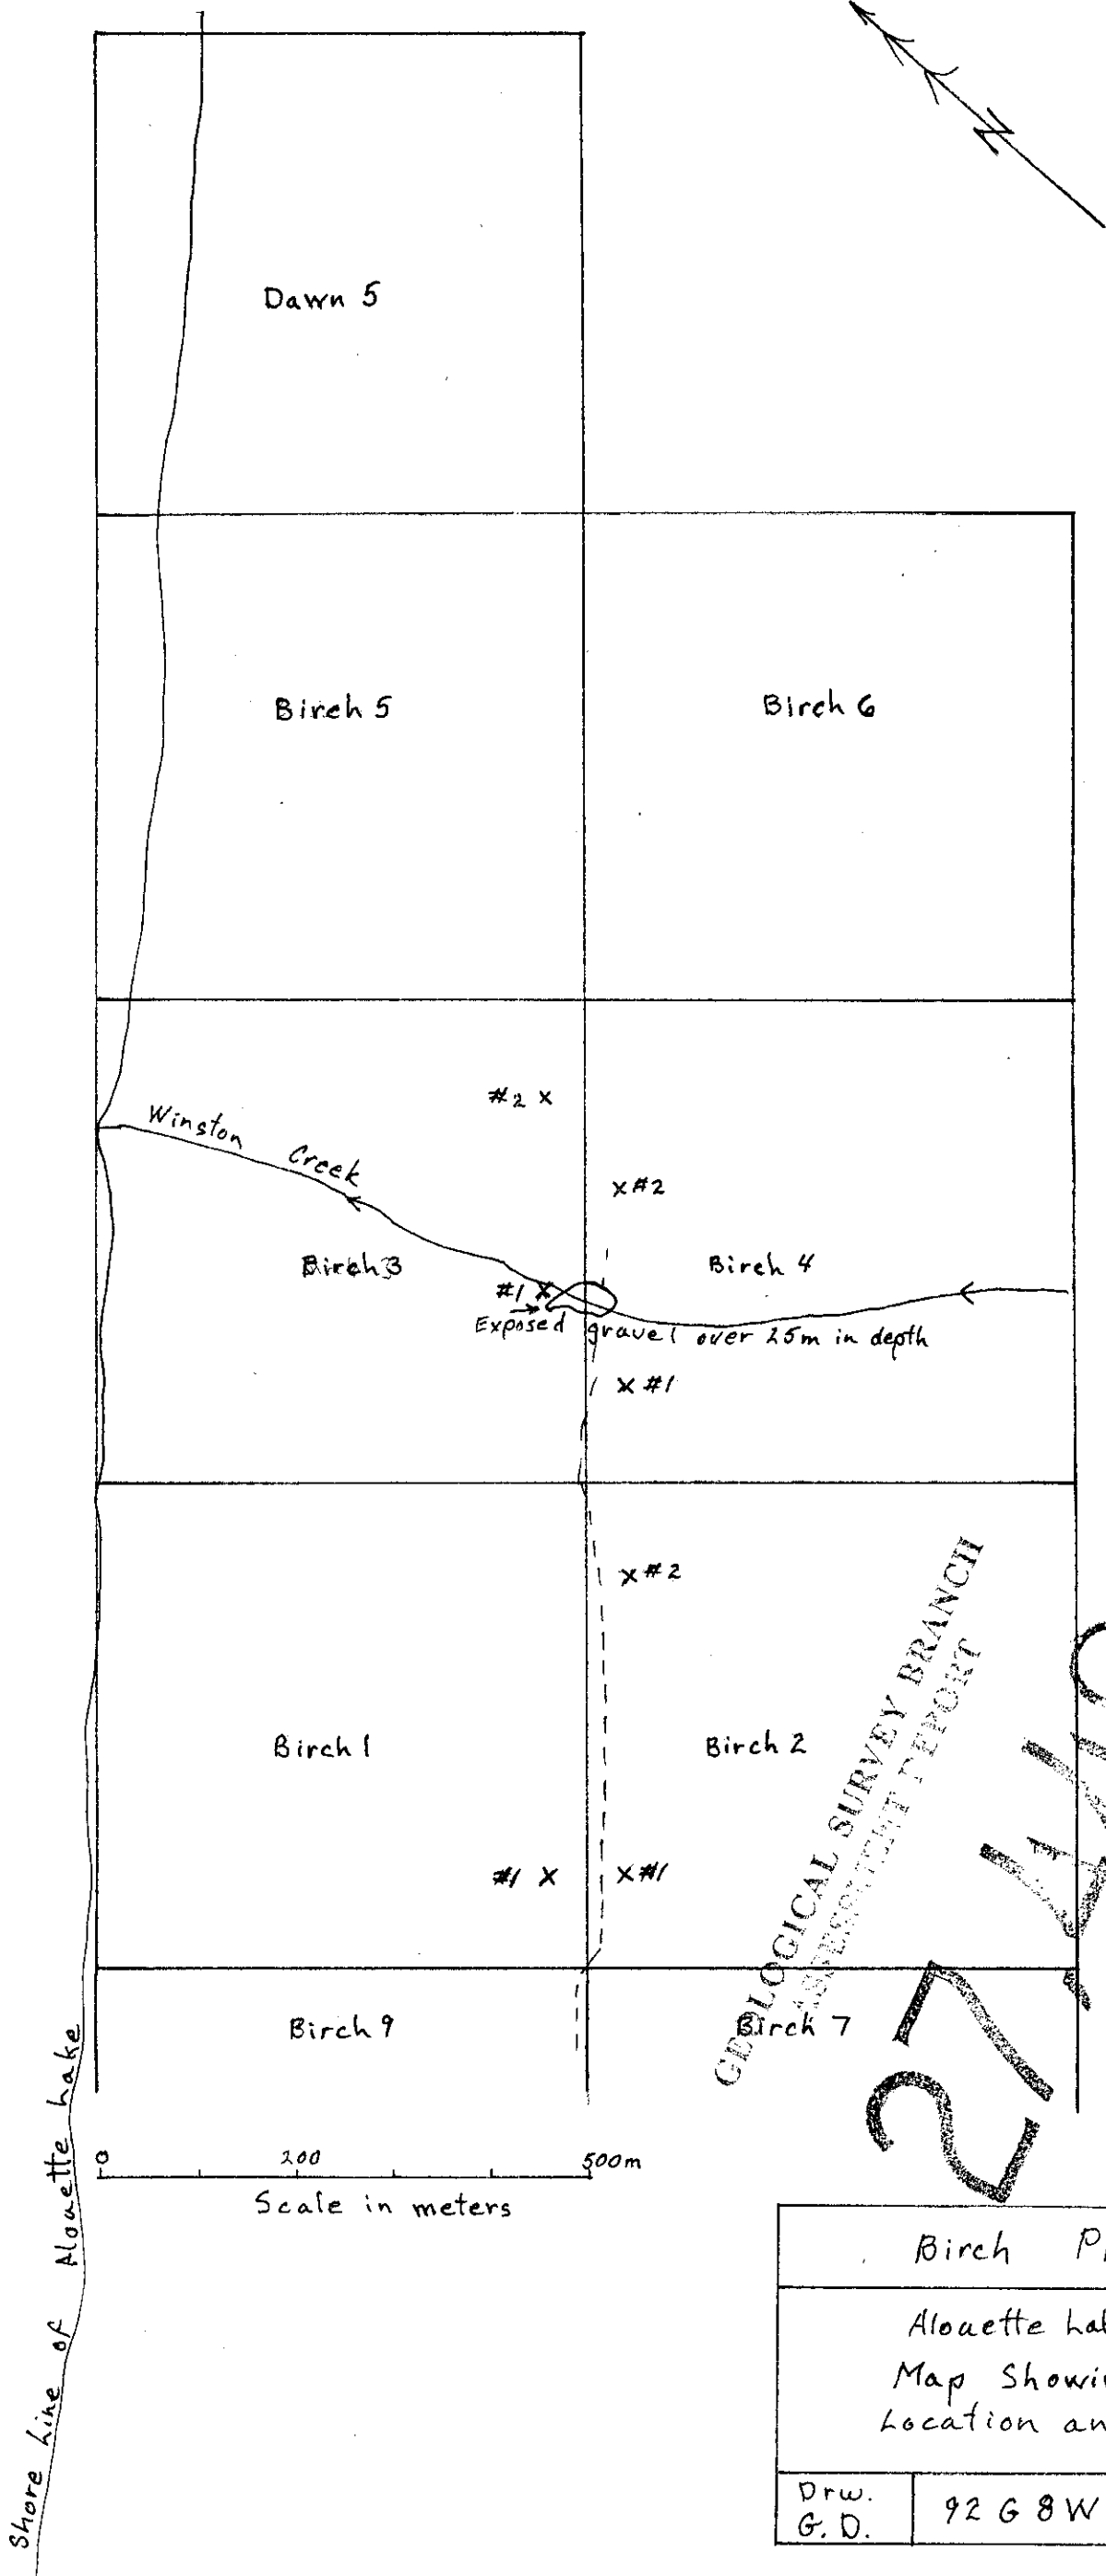 N
Dawn 5
Birch 5
Birch 6
#2 x
Winston Creek
x #2
Birch 3
Birch 4
#1 x
Exposed gravel over 25m in depth
x #1
x #2
Birch 1
Birch 2
#1 x
x #1
GEOLOGICAL SURVEY BRANCH
ASSESSMENT REPORT
27
Birch 9
Birch 7
0 200 500m
Scale in meters
Shore Line of Alouette Lake
Birch
Alouette
Map
Location
Drw.
G. D.
92 G 8 W